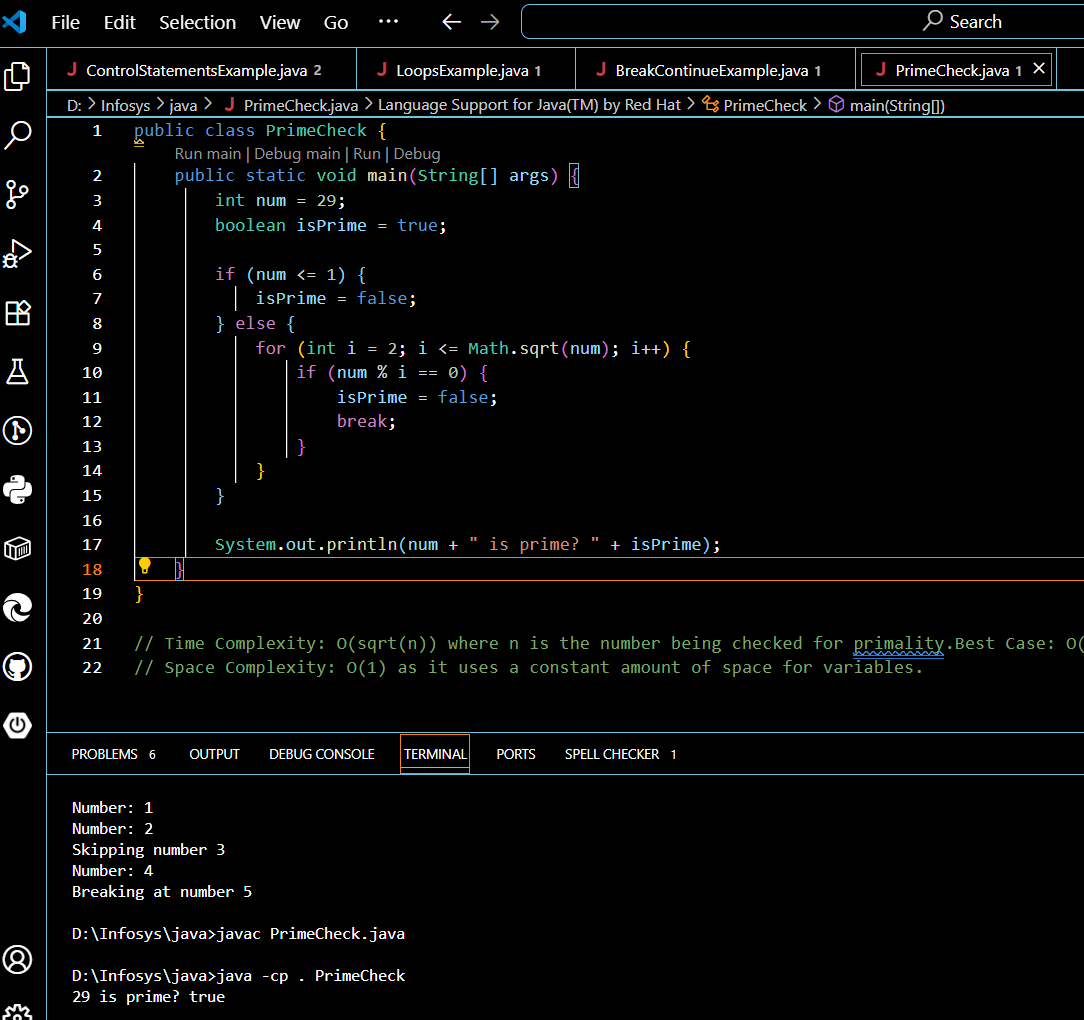 File Edit Selection View Go ··· ← → Search
J ControlStatementsExample.java 2 J LoopsExample.java 1 J BreakContinueExample.java 1 J PrimeCheck.java 1 ×
D: > Infosys > java > J PrimeCheck.java > Language Support for Java(TM) by Red Hat > PrimeCheck > main(String[])
1 public class PrimeCheck {
Run main | Debug main | Run | Debug
2 public static void main(String[] args) {
3 int num = 29;
4 boolean isPrime = true;
5
6 if (num <= 1) {
7 isPrime = false;
8 } else {
9 for (int i = 2; i <= Math.sqrt(num); i++) {
10 if (num % i == 0) {
11 isPrime = false;
12 break;
13 }
14 }
15 }
16
17 System.out.println(num + " is prime? " + isPrime);
18 }
19 }
20
21 // Time Complexity: O(sqrt(n)) where n is the number being checked for primality.Best Case: O(
22 // Space Complexity: O(1) as it uses a constant amount of space for variables.
PROBLEMS 6 OUTPUT DEBUG CONSOLE TERMINAL PORTS SPELL CHECKER 1
Number: 1
Number: 2
Skipping number 3
Number: 4
Breaking at number 5
D:\Infosys\java>javac PrimeCheck.java
D:\Infosys\java>java -cp . PrimeCheck
29 is prime? true